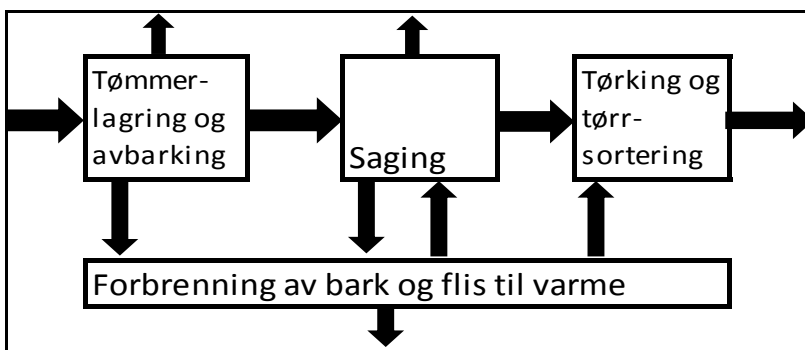 Tømmer-
lagring og
avbarking
Saging
Tørking og
tørr-
sortering
Forbrenning av bark og flis til varme